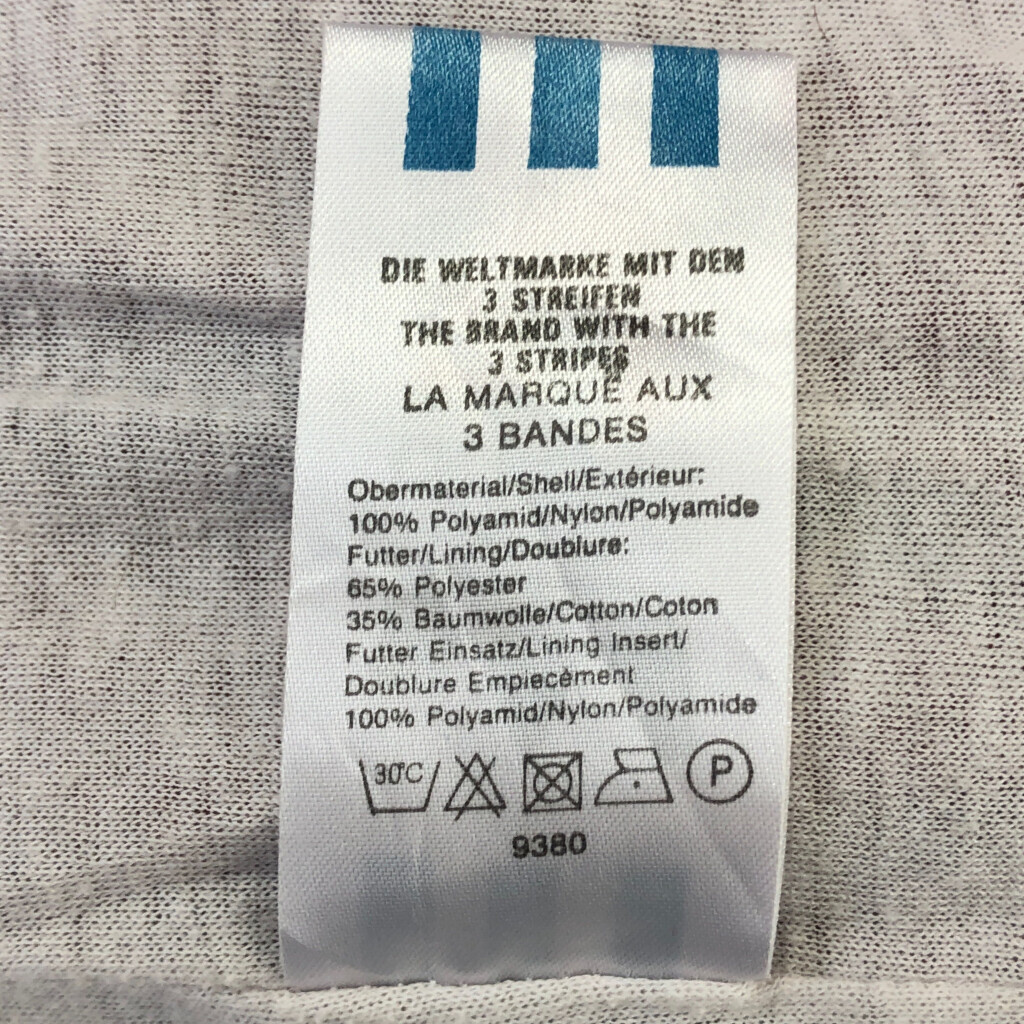 DIE WELTMARKE MIT DEM
3 STREIFEN
THE BRAND WITH THE
3 STRIPES
LA MARQUE AUX
3 BANDES
Obermaterial/Shell/Extérieur:
100% Polyamid/Nylon/Polyamide
Futter/Lining/Doublure:
65% Polyester
35% Baumwolle/Cotton/Coton
Futter Einsatz/Lining Insert/
Doublure Empiecèment
100% Polyamid/Nylon/Polyamide
30°C P
9380